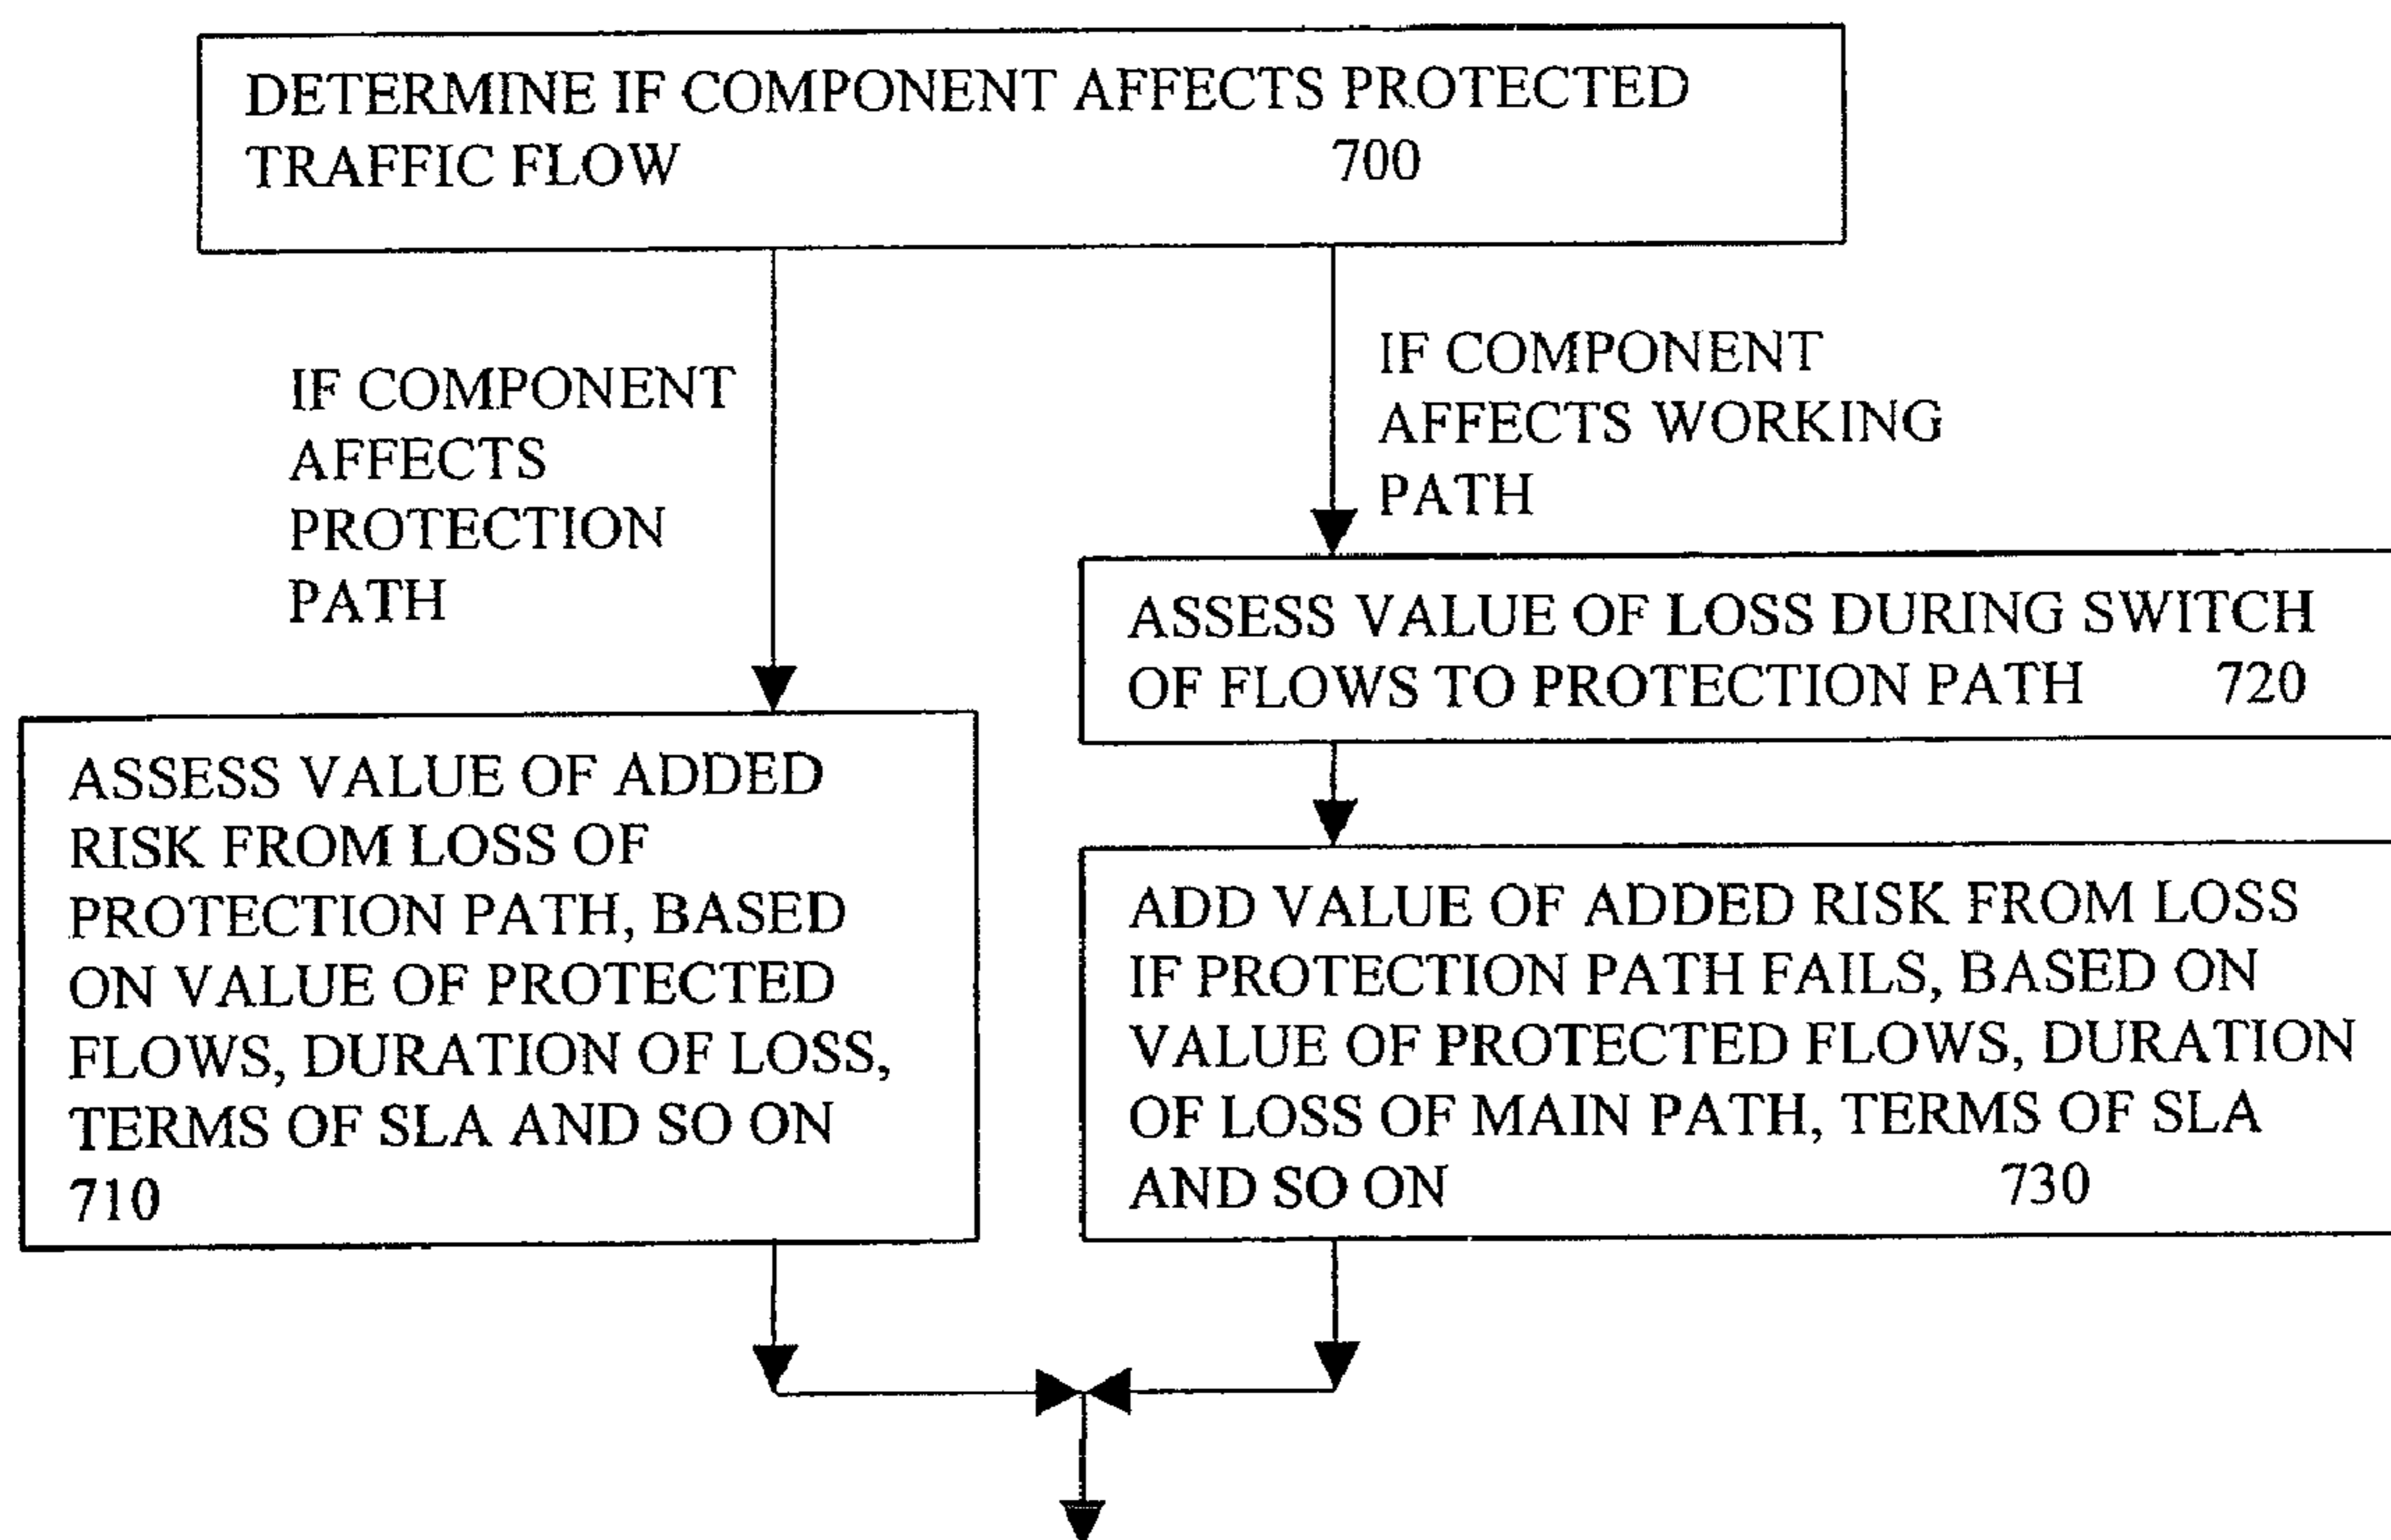 DETERMINE IF COMPONENT AFFECTS PROTECTED
TRAFFIC FLOW 700
IF COMPONENT
AFFECTS
PROTECTION
PATH
IF COMPONENT
AFFECTS WORKING
PATH
ASSESS VALUE OF LOSS DURING SWITCH
OF FLOWS TO PROTECTION PATH 720
ASSESS VALUE OF ADDED
RISK FROM LOSS OF
PROTECTION PATH, BASED
ON VALUE OF PROTECTED
FLOWS, DURATION OF LOSS,
TERMS OF SLA AND SO ON
710
ADD VALUE OF ADDED RISK FROM LOSS
IF PROTECTION PATH FAILS, BASED ON
VALUE OF PROTECTED FLOWS, DURATION
OF LOSS OF MAIN PATH, TERMS OF SLA
AND SO ON 730